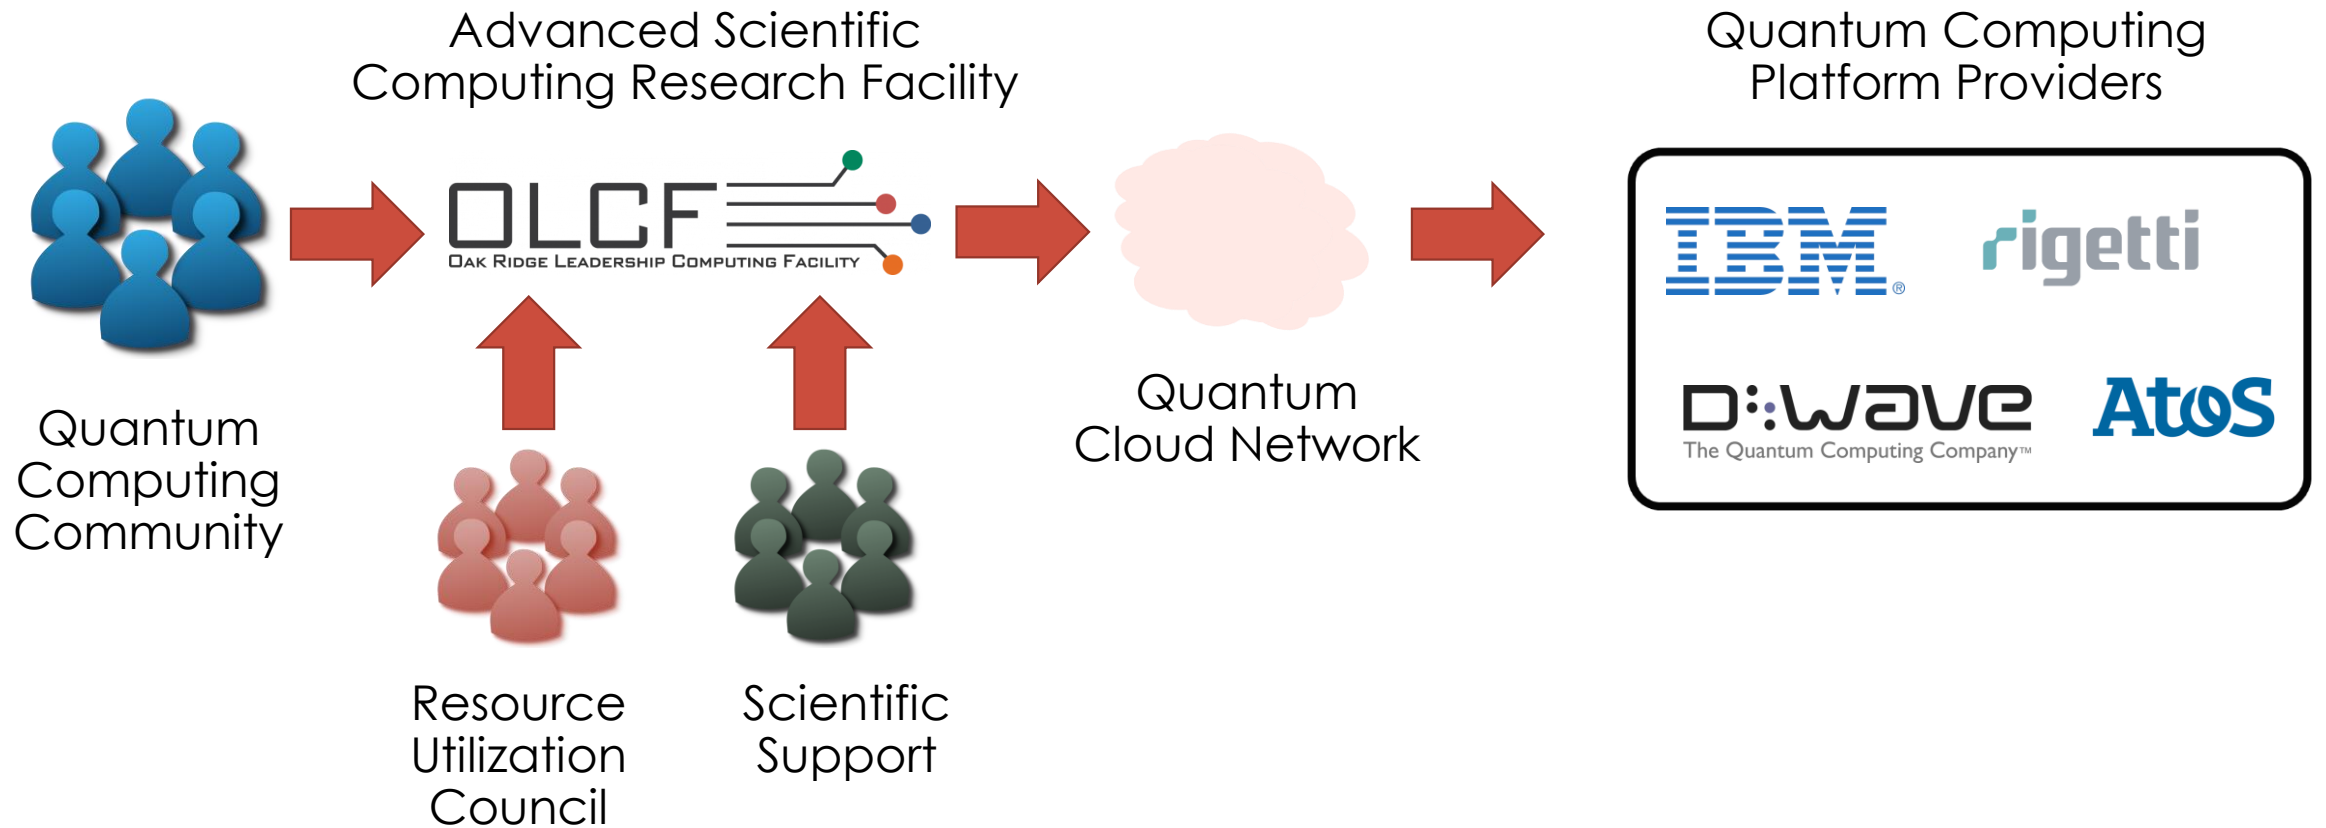 Advanced Scientific
Computing Research Facility
Quantum Computing
Platform Providers
OLCF
OAK RIDGE LEADERSHIP COMPUTING FACILITY
IBM®
rigetti
D:wave
The Quantum Computing Company™
Atos
Quantum
Computing
Community
Quantum
Cloud Network
Resource
Utilization
Council
Scientific
Support